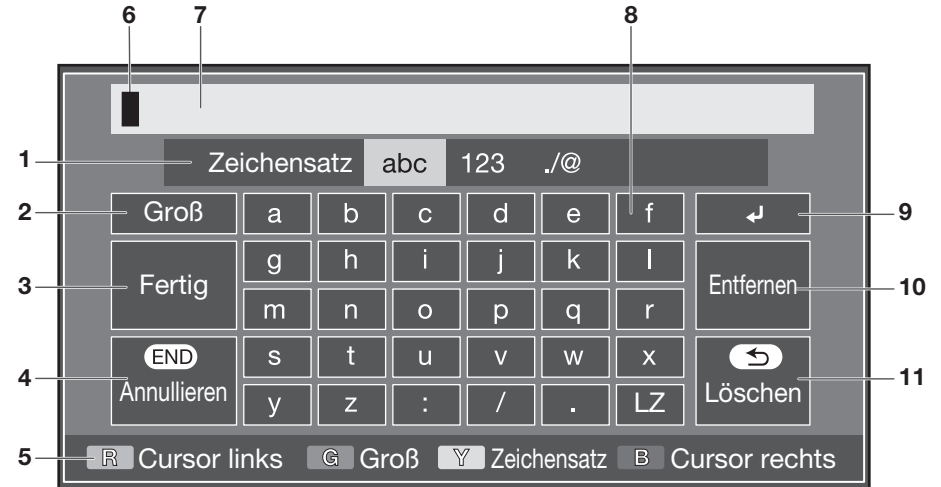 6 7 8
1 Zeichensatz abc 123 ./@
2 Groß a b c d e f ↲ 9
g h i j k l
3 Fertig Entfernen 10
m n o p q r
END s t u v w x
4 Annullieren Löschen 11
y z : / . LZ
5 R Cursor links G Groß Y Zeichensatz B Cursor rechts